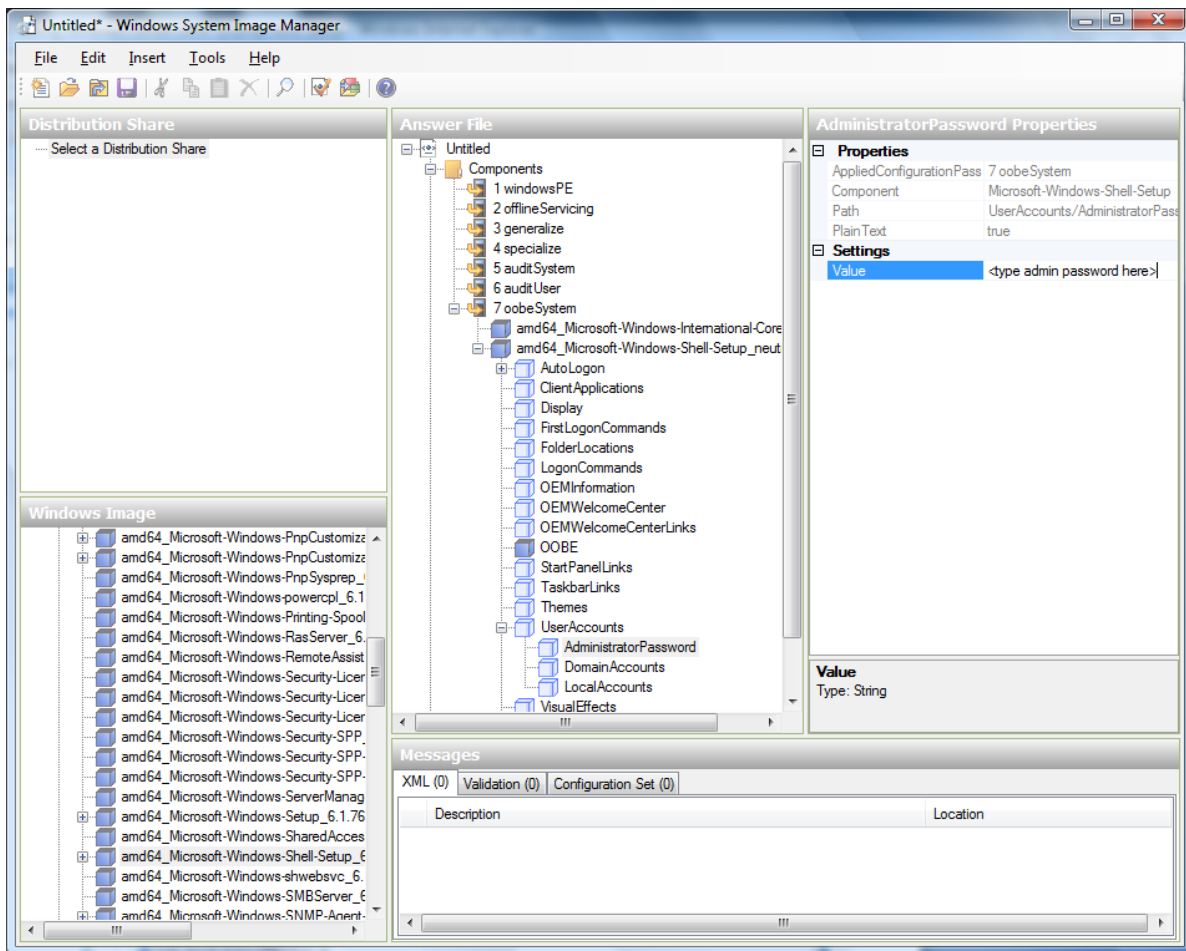 Untitled* - Windows System Image Manager
File Edit Insert Tools Help
Distribution Share
Select a Distribution Share
Windows Image
amd64_Microsoft-Windows-PnpCustomiza
amd64_Microsoft-Windows-PnpCustomiza
amd64_Microsoft-Windows-PnpSysprep_
amd64_Microsoft-Windows-powercpl_6.1
amd64_Microsoft-Windows-Printing-Spool
amd64_Microsoft-Windows-RasServer_6.
amd64_Microsoft-Windows-RemoteAssist
amd64_Microsoft-Windows-Security-Licen
amd64_Microsoft-Windows-Security-Licen
amd64_Microsoft-Windows-Security-Licen
amd64_Microsoft-Windows-Security-SPP_
amd64_Microsoft-Windows-Security-SPP-
amd64_Microsoft-Windows-Security-SPP-
amd64_Microsoft-Windows-ServerManag
amd64_Microsoft-Windows-Setup_6.1.76
amd64_Microsoft-Windows-SharedAcces
amd64_Microsoft-Windows-Shell-Setup_6
amd64_Microsoft-Windows-shwebsvc_6.
amd64_Microsoft-Windows-SMBServer_6
amd64_Microsoft-Windows-SNMP-Agent-
Answer File
Untitled
Components
1 windowsPE
2 offlineServicing
3 generalize
4 specialize
5 auditSystem
6 auditUser
7 oobeSystem
amd64_Microsoft-Windows-International-Core
amd64_Microsoft-Windows-Shell-Setup_neut
AutoLogon
ClientApplications
Display
FirstLogonCommands
FolderLocations
LogonCommands
OEMInformation
OEMWelcomeCenter
OEMWelcomeCenterLinks
OOBE
StartPanelLinks
TaskbarLinks
Themes
UserAccounts
AdministratorPassword
DomainAccounts
LocalAccounts
VisualEffects
AdministratorPassword Properties
Properties
AppliedConfigurationPass 7 oobeSystem
Component Microsoft-Windows-Shell-Setup
Path UserAccounts/AdministratorPass
PlainText true
Settings
Value <type admin password here>
Value
Type: String
Messages
XML (0) Validation (0) Configuration Set (0)
Description Location